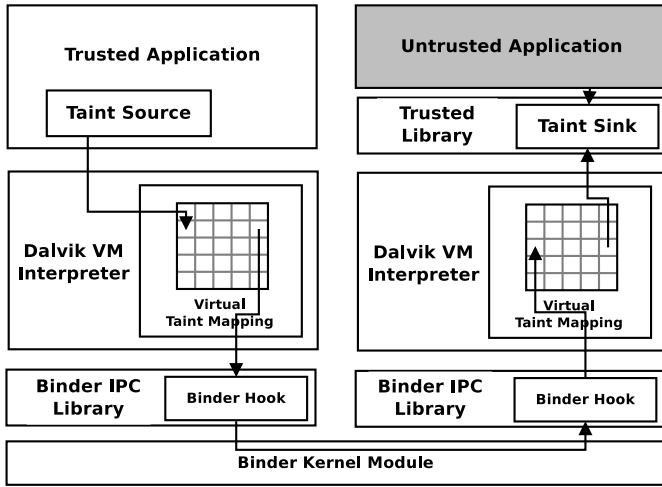 Trusted Application
Taint Source
Dalvik VM
Interpreter
Virtual
Taint Mapping
Binder IPC
Library
Binder Hook
Untrusted Application
Trusted
Library
Taint Sink
Dalvik VM
Interpreter
Virtual
Taint Mapping
Binder IPC
Library
Binder Hook
Binder Kernel Module